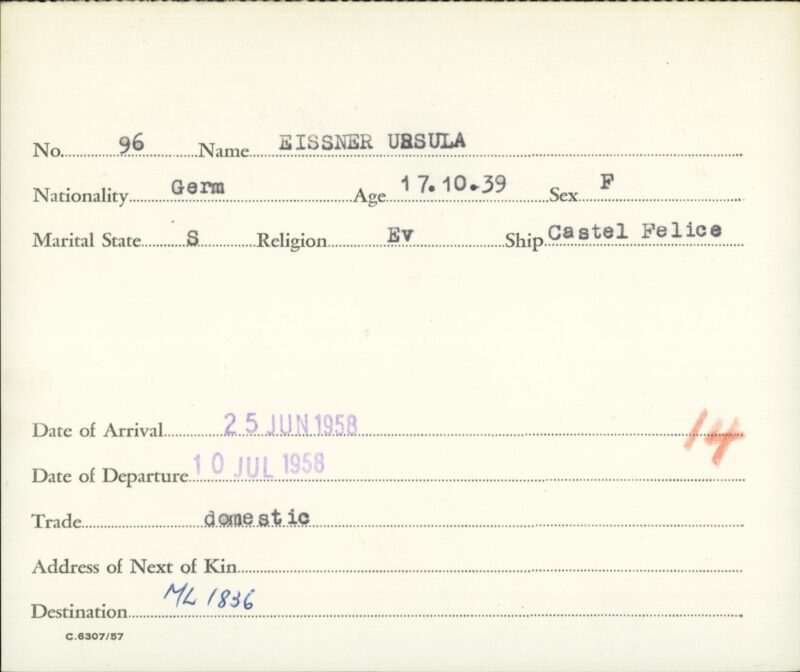 No. 96 Name EISSNER URSULA
Nationality Germ Age 17.10.39 Sex F
Marital State S Religion Ev Ship Castel Felice
Date of Arrival 25 JUN 1958
14
Date of Departure 10 JUL 1958
Trade domestic
Address of Next of Kin
Destination ML 1836
C.6307/57